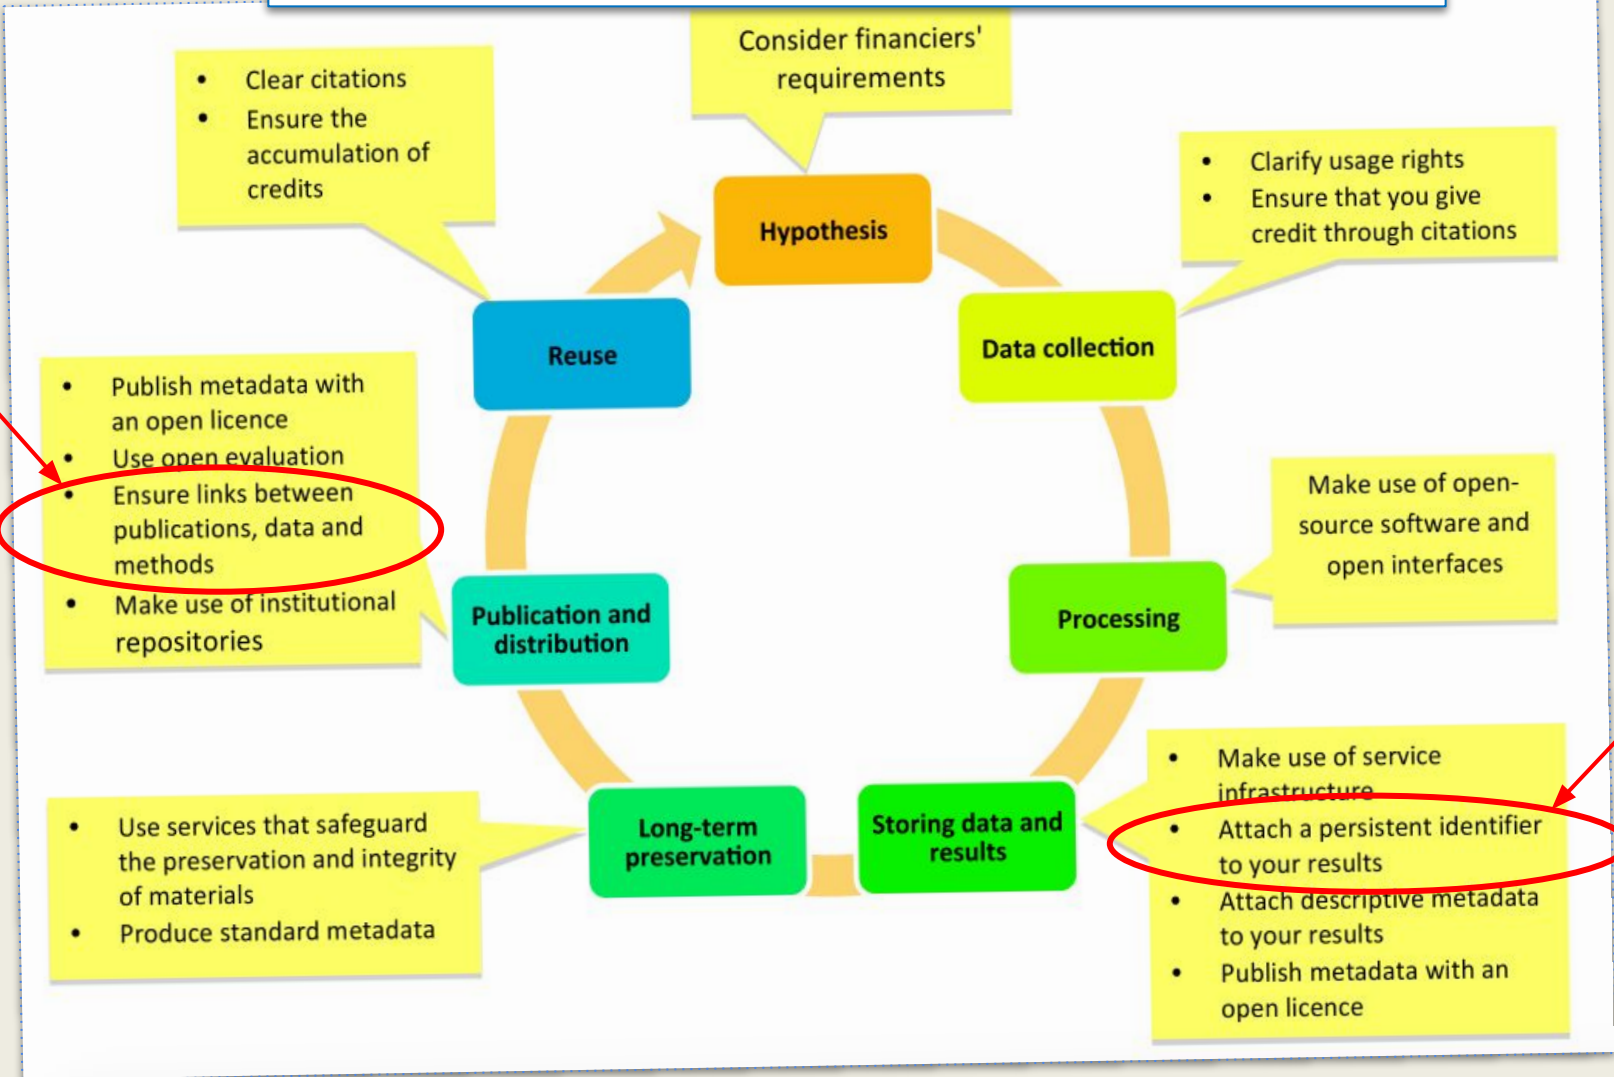 Consider financiers'
requirements
• Clear citations
• Ensure the
accumulation of
credits
• Clarify usage rights
• Ensure that you give
credit through citations
Hypothesis
Data collection
Reuse
• Publish metadata with
an open licence
• Use open evaluation
• Ensure links between
publications, data and
methods
• Make use of institutional
repositories
Make use of open-
source software and
open interfaces
Processing
Publication and
distribution
• Make use of service
infrastructure
• Attach a persistent identifier
to your results
• Attach descriptive metadata
to your results
• Publish metadata with an
open licence
Storing data and
results
Long-term
preservation
• Use services that safeguard
the preservation and integrity
of materials
• Produce standard metadata